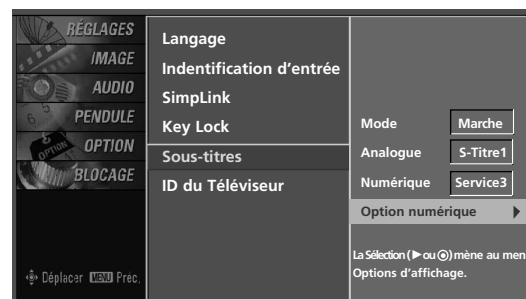 RÉGLAGES
IMAGE
AUDIO
PENDULE
OPTION
BLOCAGE
Déplacer MENU Préc.
Langage
Indentification d'entrée
SimpLink
Key Lock
Sous-titres
ID du Téléviseur
Mode Marche
Analogue S-Titre1
Numérique Service3
Option numérique ▶
La Sélection (▶ ou ◉) mène au men
Options d'affichage.